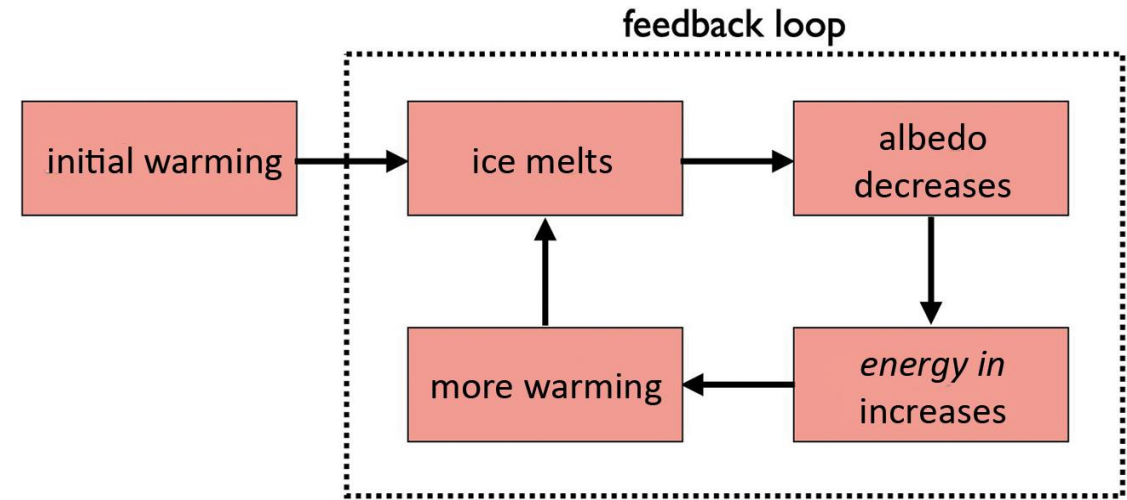 feedback loop
initial warming
ice melts
albedo
decreases
more warming
energy in
increases